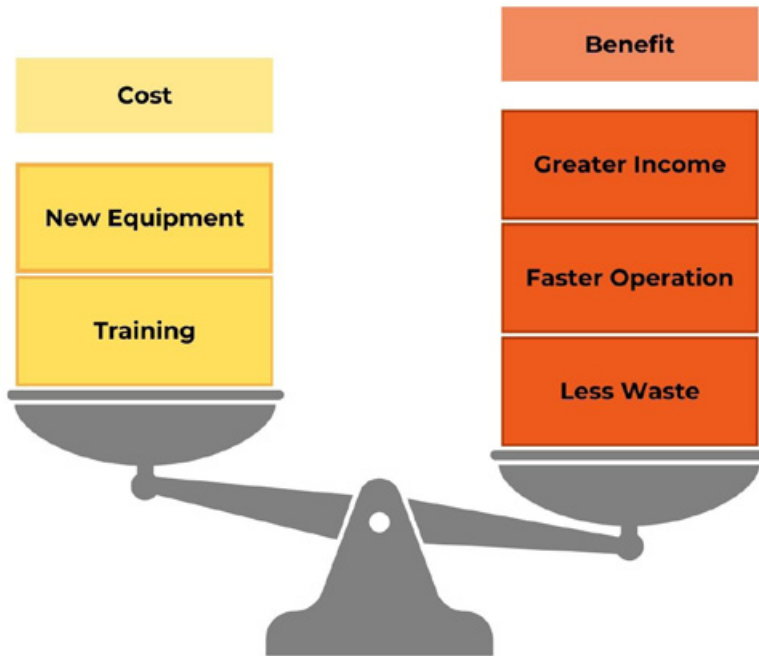 Cost
New Equipment
Training
Benefit
Greater Income
Faster Operation
Less Waste